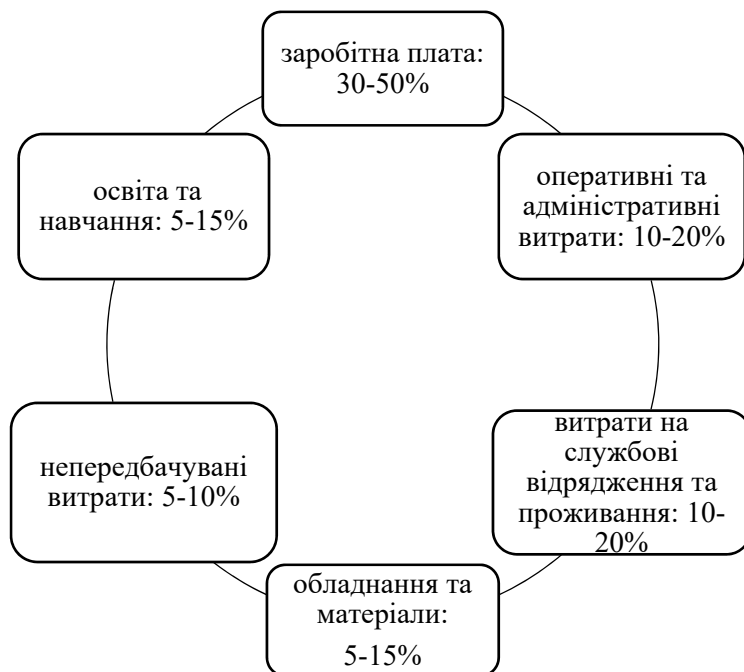 заробітна плата:
30-50%
оперативні та
адміністративні
витрати: 10-20%
витрати на
службові
відрядження та
проживання: 10-
20%
обладнання та
матеріали:
5-15%
непередбачувані
витрати: 5-10%
освіта та
навчання: 5-15%